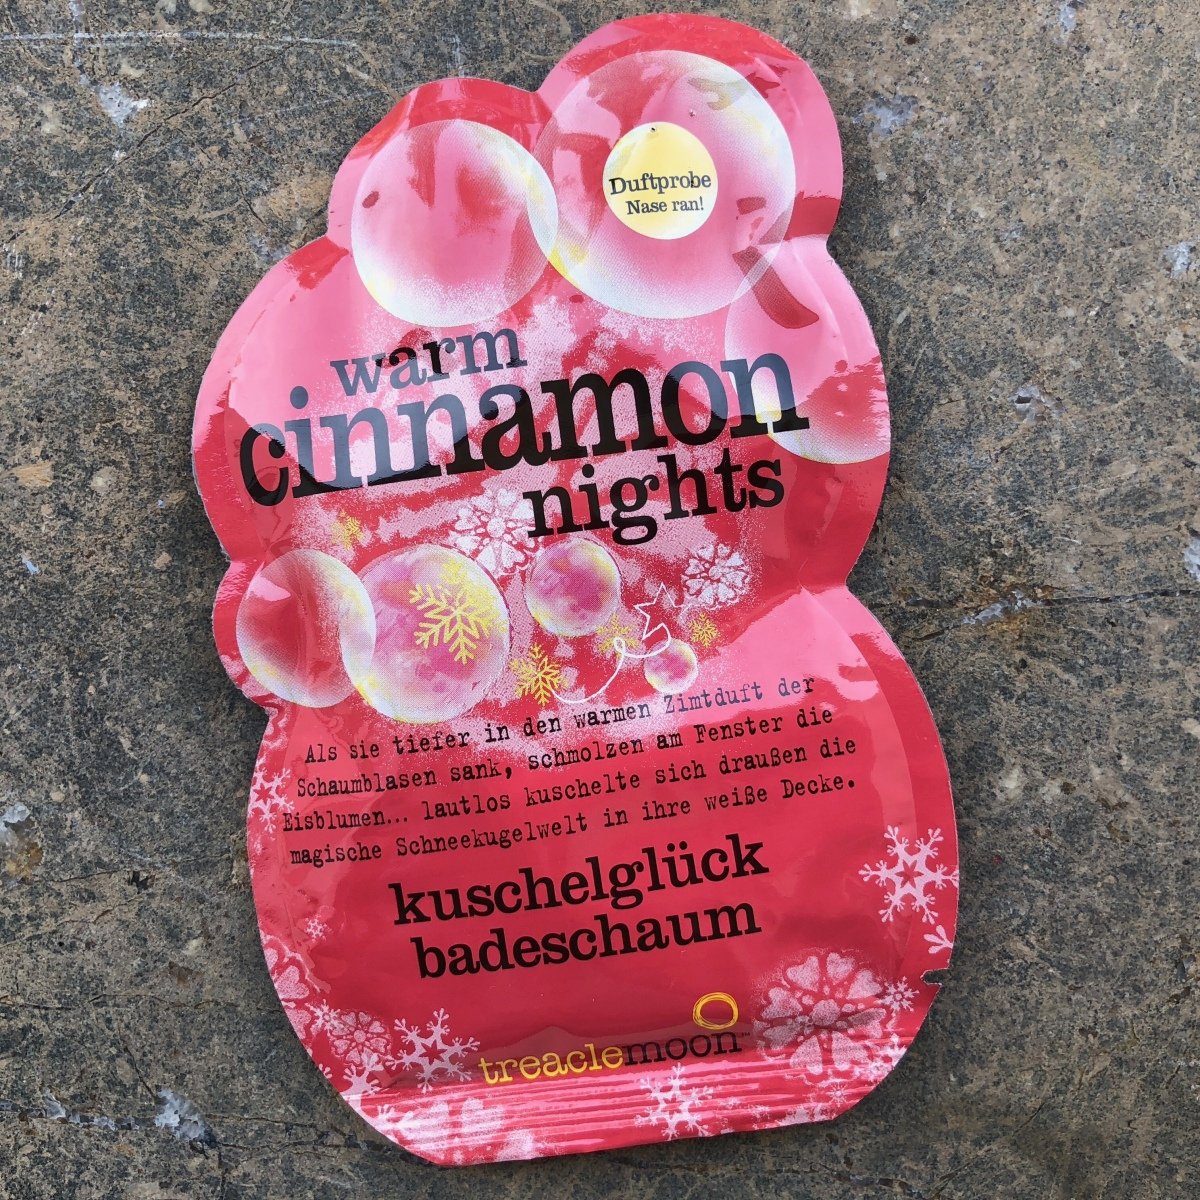 Duftprobe
Nase ran!
warm
cinnamon
nights
Als sie tiefer in den warmen Zimtduft der
Schaumblasen sank, schmolzen am Fenster die
Eisblumen... lautlos kuschelte sich draußen die
magische Schneekugelwelt in ihre weiße Decke.
kuschelglück
badeschaum
treaclemoon™